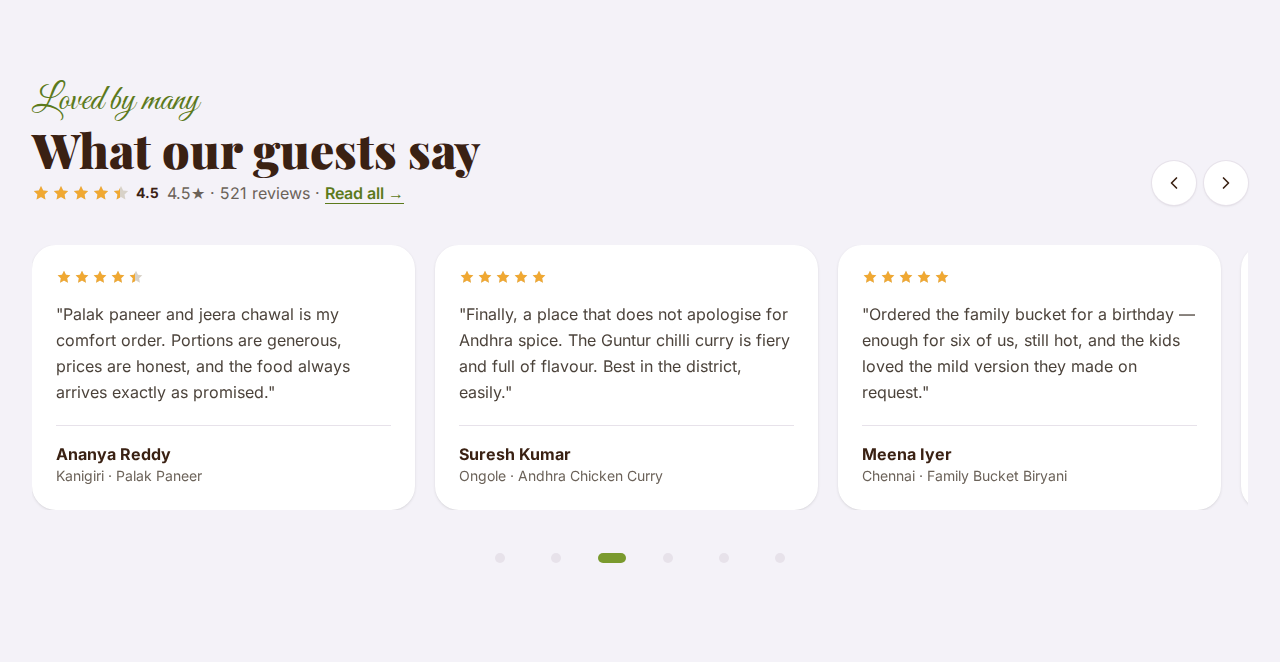 Loved by many
What our guests say
4.5 4.5★ · 521 reviews · Read all →
"Palak paneer and jeera chawal is my
comfort order. Portions are generous,
prices are honest, and the food always
arrives exactly as promised."
Ananya Reddy
Kanigiri · Palak Paneer
"Finally, a place that does not apologise for
Andhra spice. The Guntur chilli curry is fiery
and full of flavour. Best in the district,
easily."
Suresh Kumar
Ongole · Andhra Chicken Curry
"Ordered the family bucket for a birthday —
enough for six of us, still hot, and the kids
loved the mild version they made on
request."
Meena Iyer
Chennai · Family Bucket Biryani